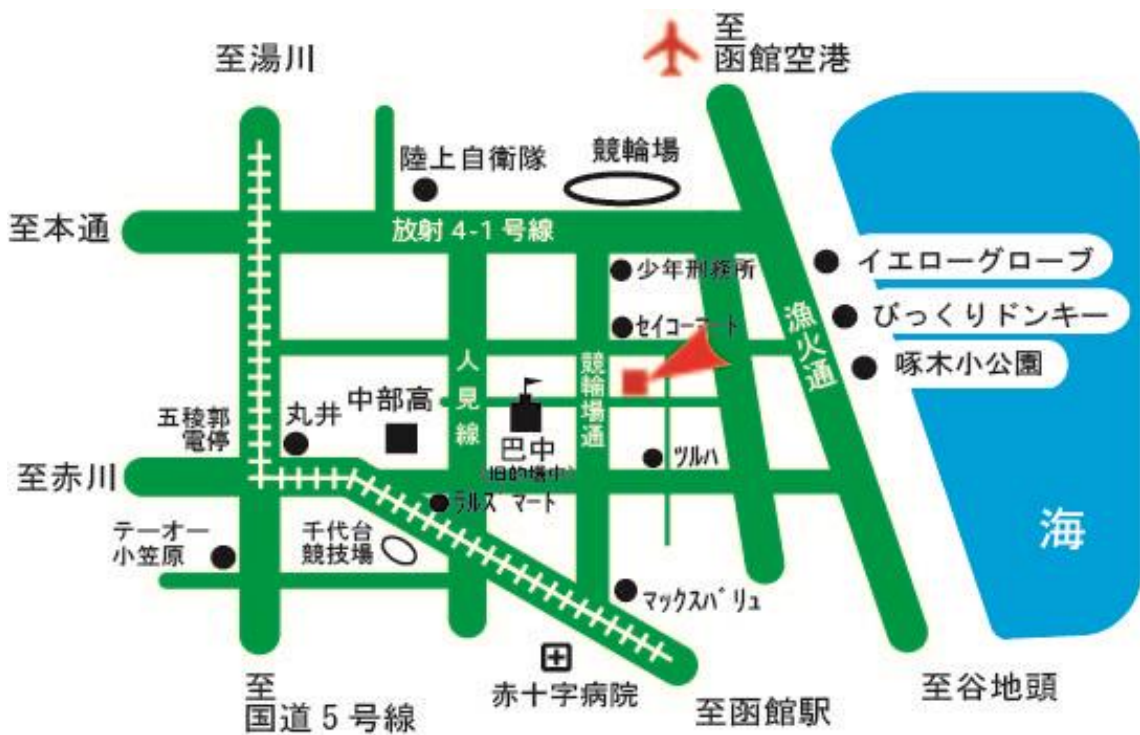 至
函館空港
至湯川
陸上自衛隊
競輪場
至本通
放射4-1号線
少年刑務所
イエローグローブ
セイコーマート
びっくりドンキー
漁火通
啄木小公園
人見線
競輪場通
五稜郭
電停
丸井
中部高
巴中
(旧的場中)
ツルハ
至赤川
ラルズマート
テーオー
小笠原
千代台
競技場
海
マックスバリュ
赤十字病院
至谷地頭
至
国道5号線
至函館駅